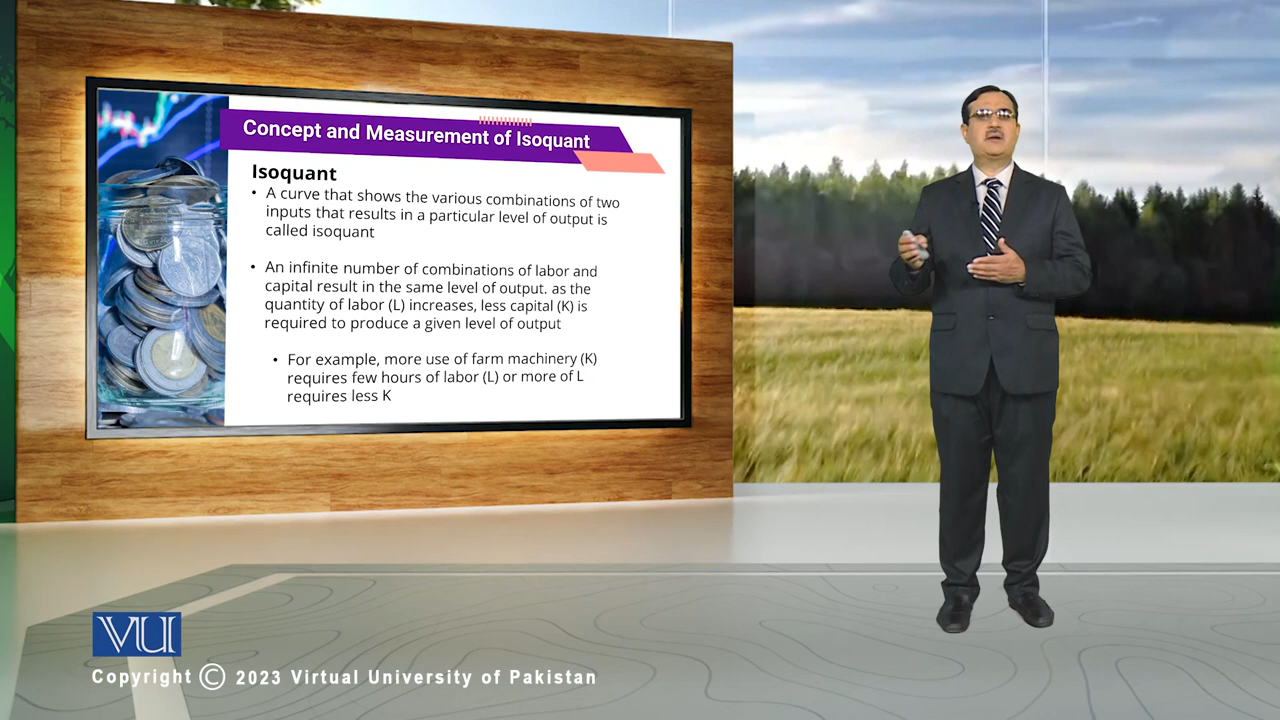 Concept and Measurement of Isoquant
Isoquant
• A curve that shows the various combinations of two
inputs that results in a particular level of output is
called isoquant
• An infinite number of combinations of labor and
capital result in the same level of output. as the
quantity of labor (L) increases, less capital (K) is
required to produce a given level of output
• For example, more use of farm machinery (K)
requires few hours of labor (L) or more of L
requires less K
VU
Copyright © 2023 Virtual University of Pakistan